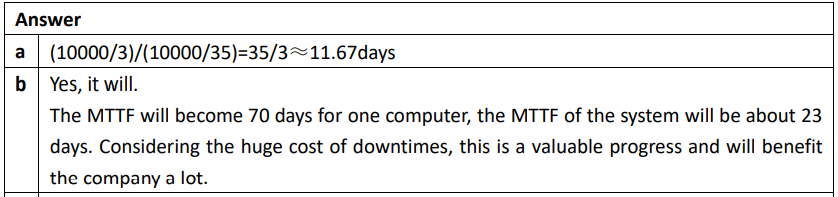 Answer
a (10000/3)/(10000/35)=35/3≈11.67days
b Yes, it will.
The MTTF will become 70 days for one computer, the MTTF of the system will be about 23
days. Considering the huge cost of downtimes, this is a valuable progress and will benefit
the company a lot.